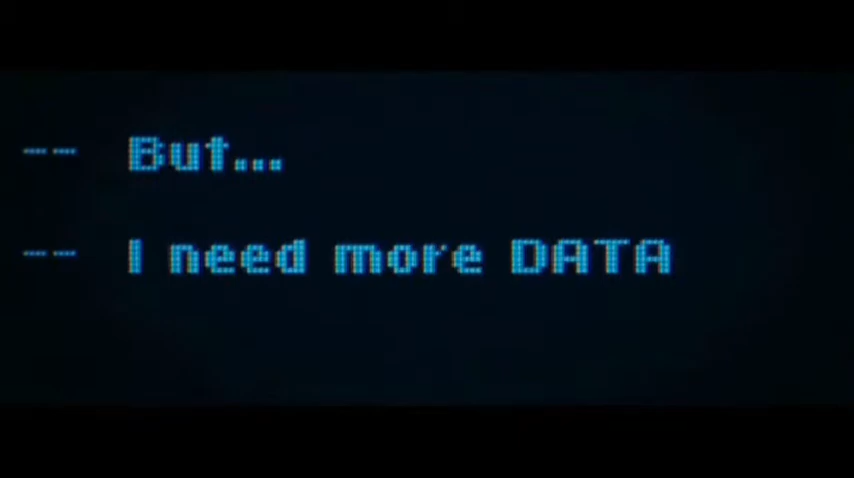 -- But...
-- I need more DATA